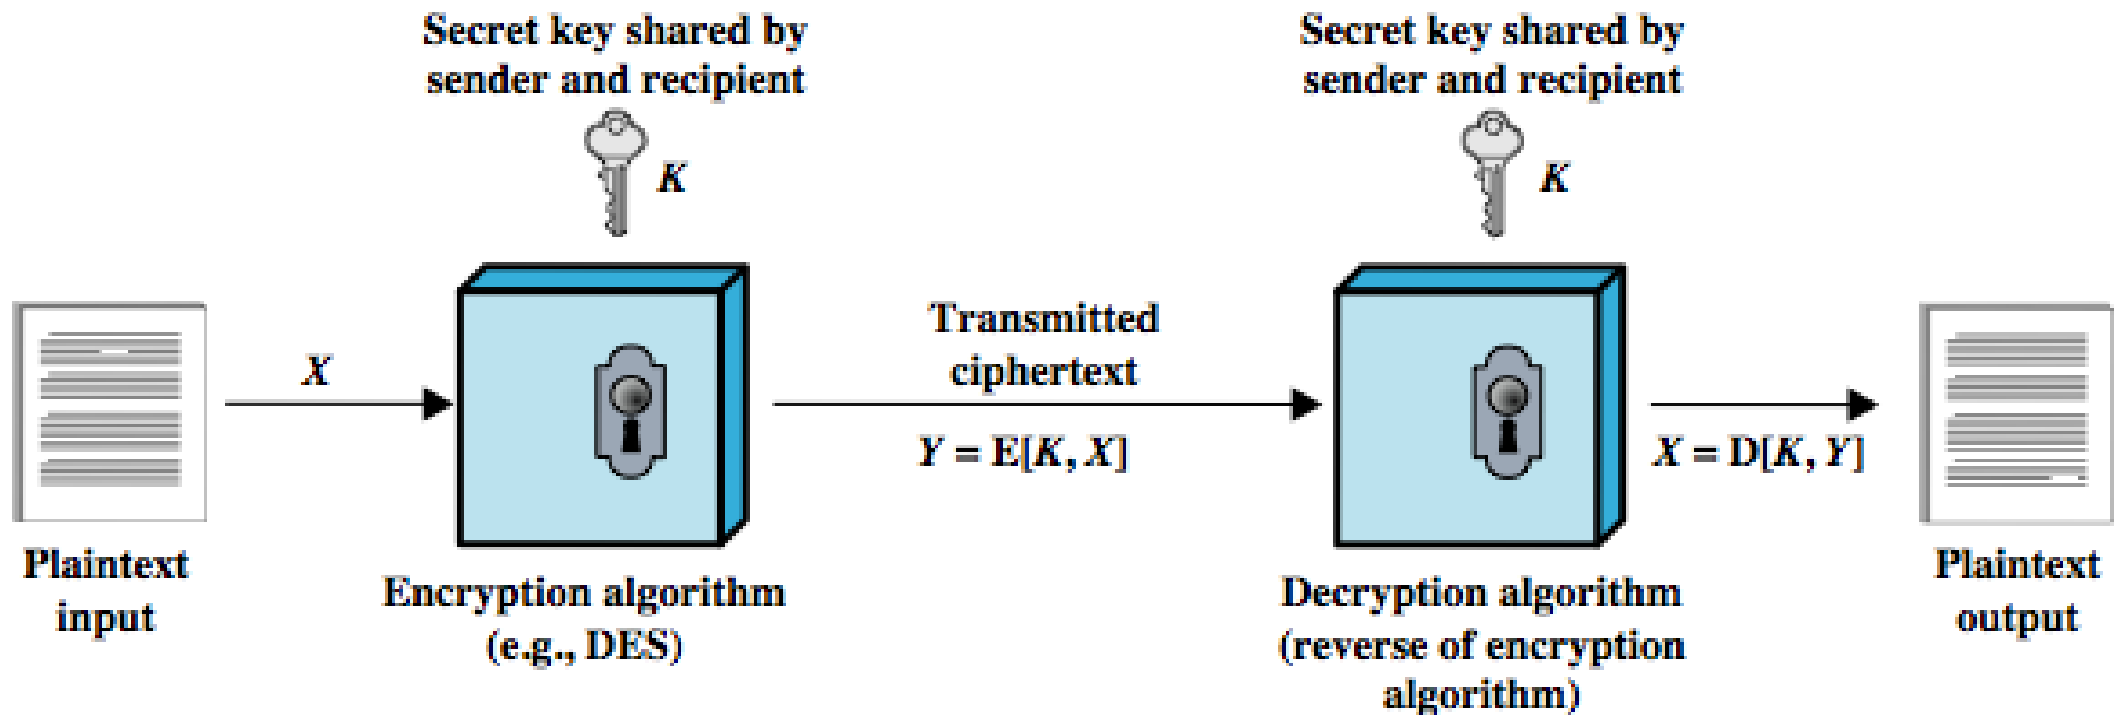 Secret key shared by
sender and recipient
K
Secret key shared by
sender and recipient
K
X
Transmitted
ciphertext
Y = E[K, X]
X = D[K, Y]
Plaintext
input
Encryption algorithm
(e.g., DES)
Decryption algorithm
(reverse of encryption
algorithm)
Plaintext
output